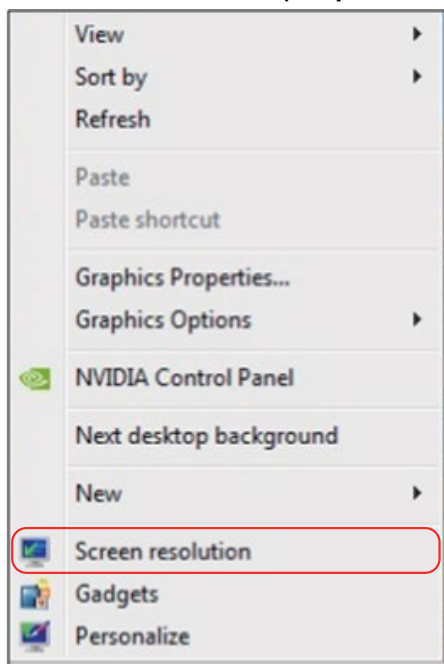 View
Sort by
Refresh
Paste
Paste shortcut
Graphics Properties...
Graphics Options
NVIDIA Control Panel
Next desktop background
New
Screen resolution
Gadgets
Personalize